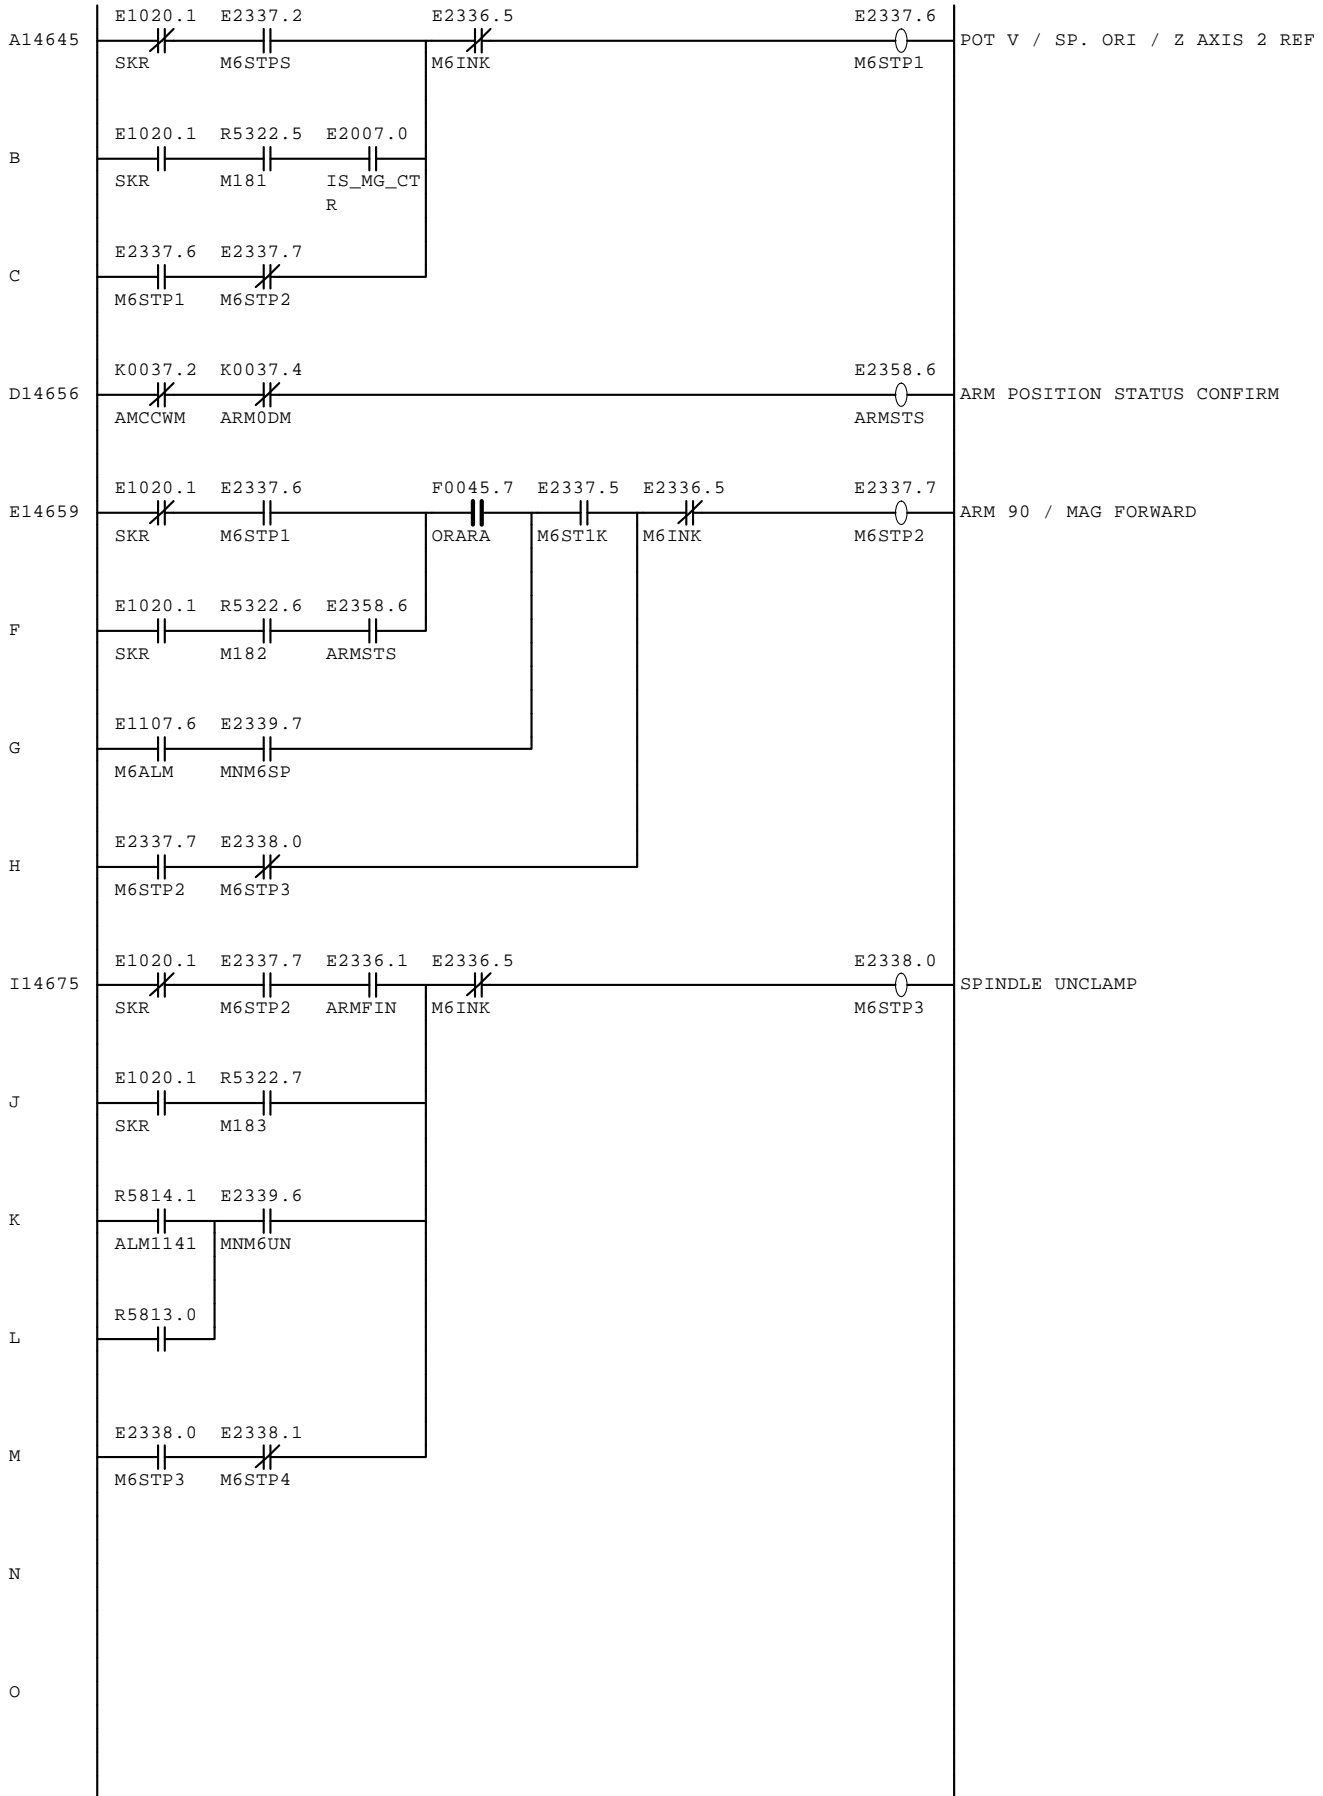 E1020.1 E2337.2 E2336.5 E2337.6
A14645 POT V / SP. ORI / Z AXIS 2 REF
SKR M6STPS M6INK M6STP1
E1020.1 R5322.5 E2007.0
B
SKR M181 IS_MG_CT
R
E2337.6 E2337.7
C
M6STP1 M6STP2
K0037.2 K0037.4 E2358.6
D14656 ARM POSITION STATUS CONFIRM
AMCCWM ARM0DM ARMSTS
E1020.1 E2337.6 F0045.7 E2337.5 E2336.5 E2337.7
E14659 ARM 90 / MAG FORWARD
SKR M6STP1 ORARA M6ST1K M6INK M6STP2
E1020.1 R5322.6 E2358.6
F
SKR M182 ARMSTS
E1107.6 E2339.7
G
M6ALM MNM6SP
E2337.7 E2338.0
H
M6STP2 M6STP3
E1020.1 E2337.7 E2336.1 E2336.5 E2338.0
I14675 SPINDLE UNCLAMP
SKR M6STP2 ARMFIN M6INK M6STP3
E1020.1 R5322.7
J
SKR M183
R5814.1 E2339.6
K
ALM1141 MNM6UN
R5813.0
L
E2338.0 E2338.1
M
M6STP3 M6STP4
N
O